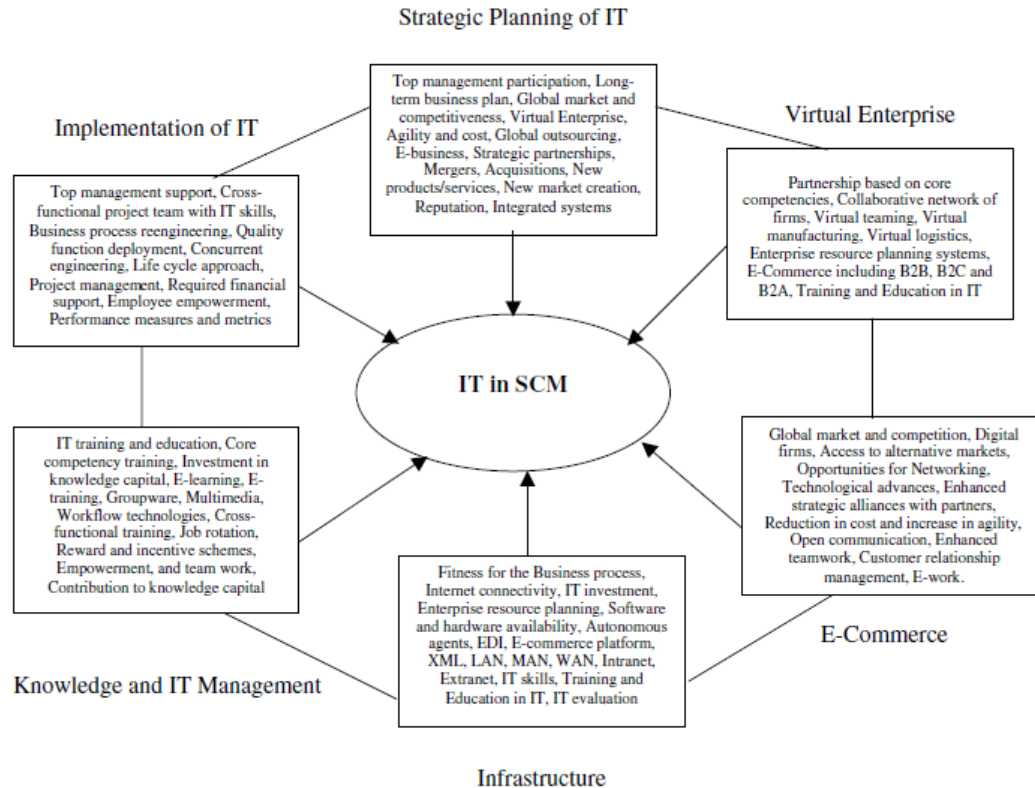 Strategic Planning of IT
Top management participation, Long-
term business plan, Global market and
competitiveness, Virtual Enterprise,
Agility and cost, Global outsourcing,
E-business, Strategic partnerships,
Mergers, Acquisitions, New
products/services, New market creation,
Reputation, Integrated systems
Implementation of IT
Top management support, Cross-
functional project team with IT skills,
Business process reengineering, Quality
function deployment, Concurrent
engineering, Life cycle approach,
Project management, Required financial
support, Employee empowerment,
Performance measures and metrics
Virtual Enterprise
Partnership based on core
competencies, Collaborative network of
firms, Virtual teaming, Virtual
manufacturing, Virtual logistics,
Enterprise resource planning systems,
E-Commerce including B2B, B2C and
B2A, Training and Education in IT
IT in SCM
IT training and education, Core
competency training, Investment in
knowledge capital, E-learning, E-
training, Groupware, Multimedia,
Workflow technologies, Cross-
functional training, Job rotation,
Reward and incentive schemes,
Empowerment, and team work,
Contribution to knowledge capital
Knowledge and IT Management
Global market and competition, Digital
firms, Access to alternative markets,
Opportunities for Networking,
Technological advances, Enhanced
strategic alliances with partners,
Reduction in cost and increase in agility,
Open communication, Enhanced
teamwork, Customer relationship
management, E-work.
E-Commerce
Fitness for the Business process,
Internet connectivity, IT investment,
Enterprise resource planning, Software
and hardware availability, Autonomous
agents, EDI, E-commerce platform,
XML, LAN, MAN, WAN, Intranet,
Extranet, IT skills, Training and
Education in IT, IT evaluation
Infrastructure